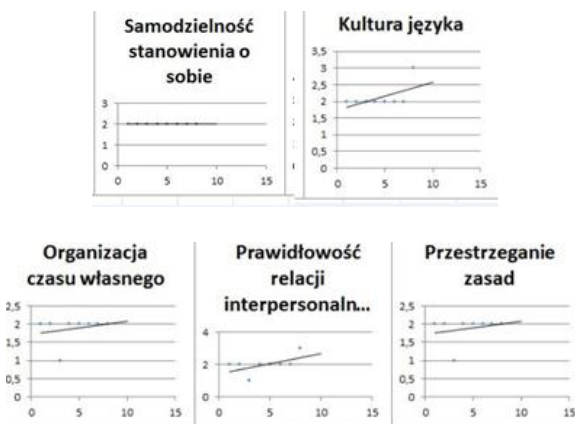 Samodzielność
stanowienia o
sobie
3
2
1
0
0 5 10 15
Kultura języka
3,5
3
2,5
2
1,5
1
0,5
0
0 5 10 15
Organizacja
czasu własnego
2,5
2
1,5
1
0,5
0
0 5 10 15
Prawidłowość
relacji
interpersonaln...
4
2
0
0 5 10 15
Przestrzeganie
zasad
2,5
2
1,5
1
0,5
0
0 5 10 15